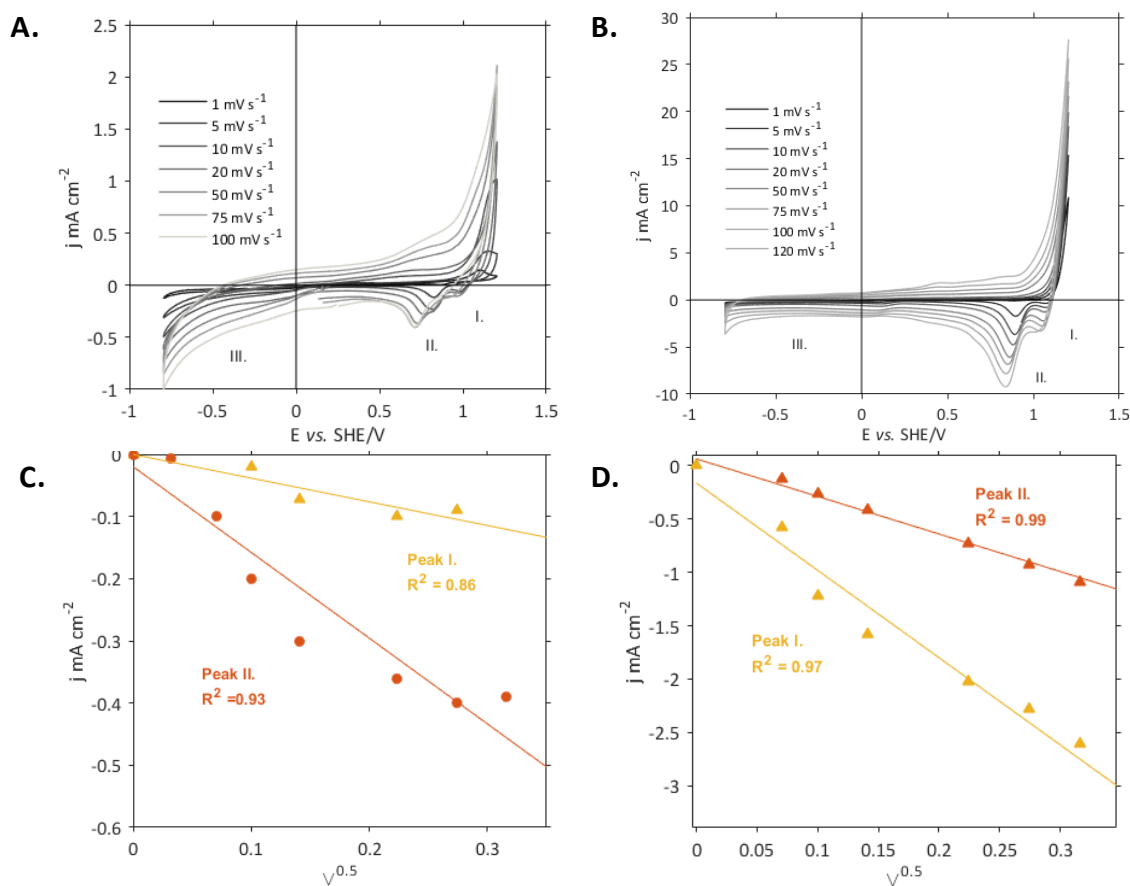 A.
2.5
2
1.5
1
0.5
0
-0.5
-1
-1
-0.5
0
0.5
1
1.5
j mA cm-2
E vs. SHE/V
1 mV s-1
5 mV s-1
10 mV s-1
20 mV s-1
50 mV s-1
75 mV s-1
100 mV s-1
I.
II.
III.
B.
30
25
20
15
10
5
0
-5
-10
-1
-0.5
0
0.5
1
1.5
j mA cm-2
E vs. SHE/V
1 mV s-1
5 mV s-1
10 mV s-1
20 mV s-1
50 mV s-1
75 mV s-1
100 mV s-1
120 mV s-1
I.
II.
III.
C.
0
-0.1
-0.2
-0.3
-0.4
-0.5
-0.6
0
0.1
0.2
0.3
j mA cm-2
V0.5
Peak I.
R2 = 0.86
Peak II.
R2 =0.93
D.
0
-0.5
-1
-1.5
-2
-2.5
-3
0
0.05
0.1
0.15
0.2
0.25
0.3
j mA cm-2
V0.5
Peak II.
R2 = 0.99
Peak I.
R2 = 0.97